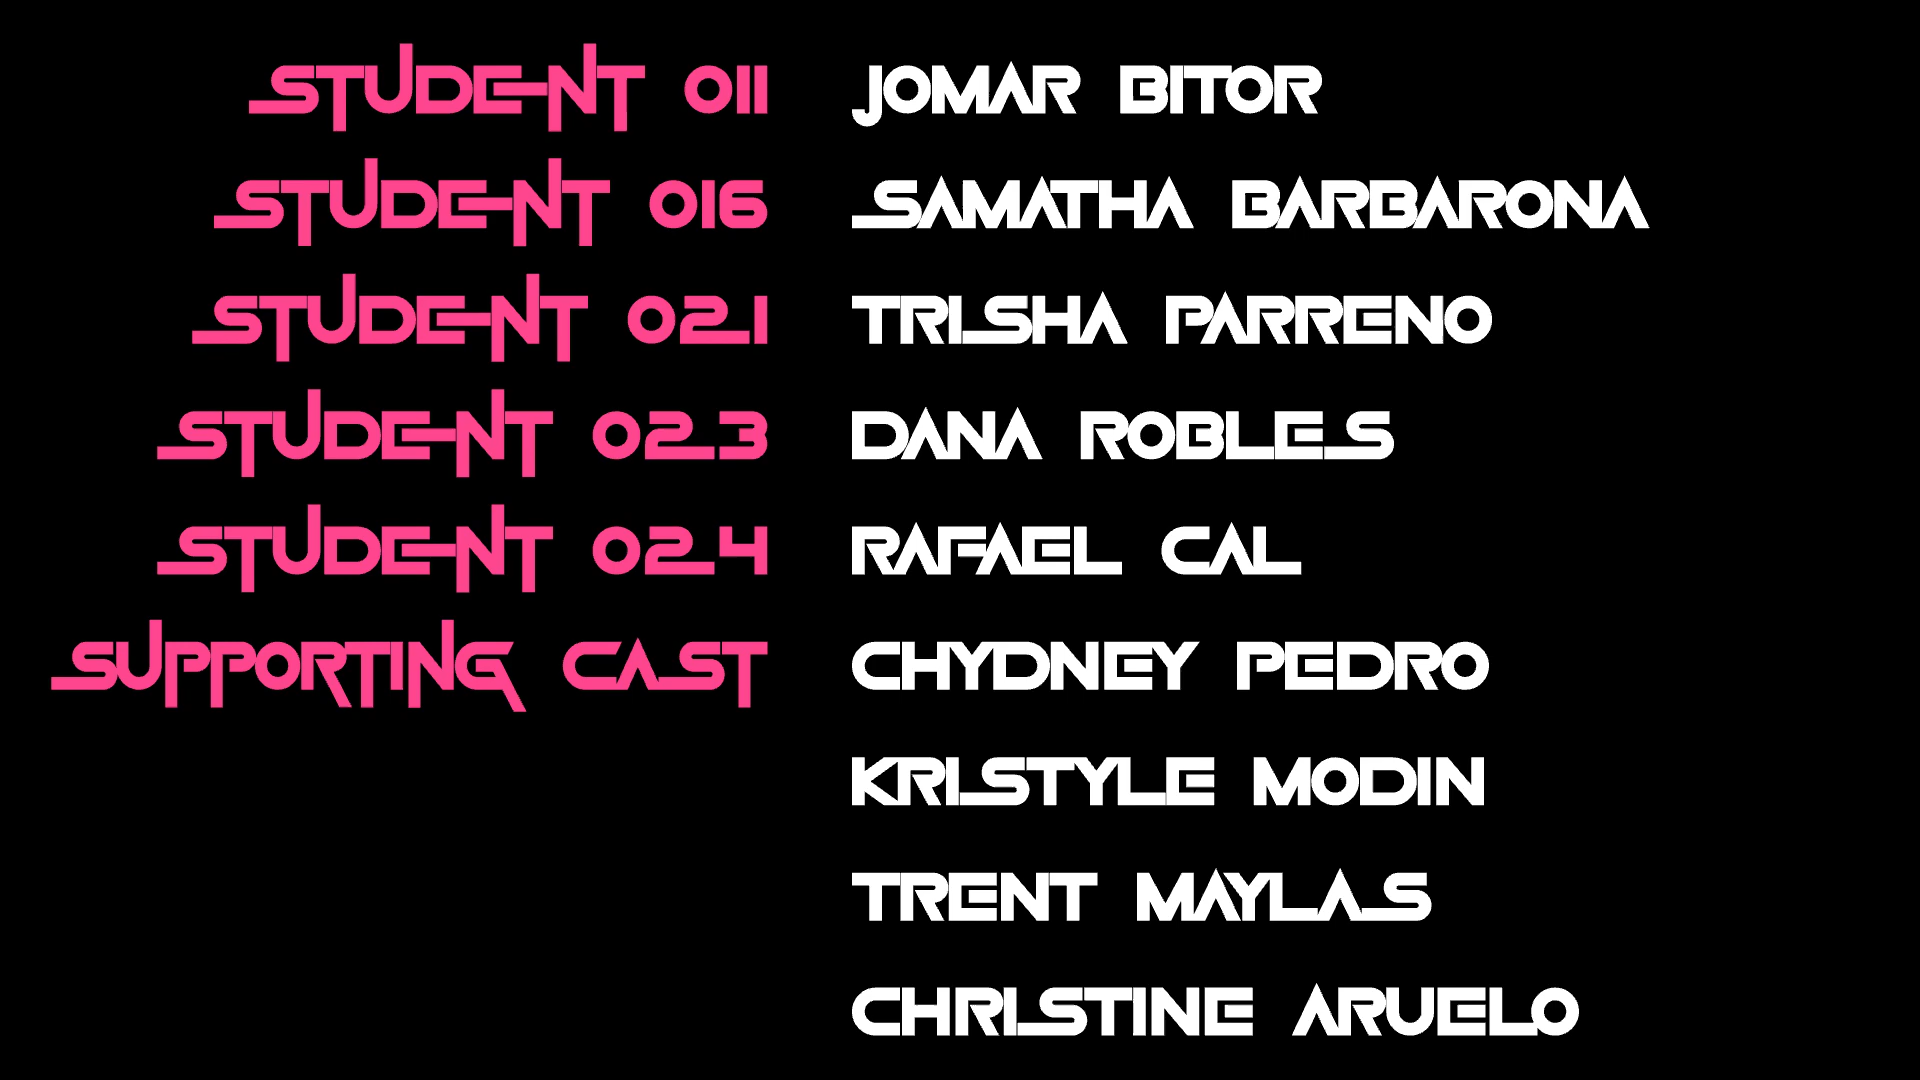 STUDENT 011 JOMAR BITOR
STUDENT 016 SAMATHA BARBARONA
STUDENT 021 TRISHA PARRENO
STUDENT 023 DANA ROBLES
STUDENT 024 RAFAEL CAL
SUPPORTING CAST CHYDNEY PEDRO
KRISTYLE MODIN
TRENT MAYLAS
CHRISTINE ARUELO